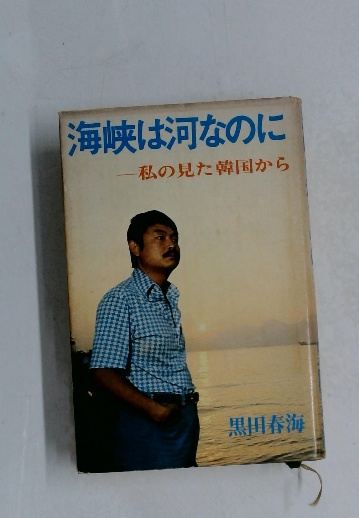 海峡は河なのに
―私の見た韓国から
黒田春海